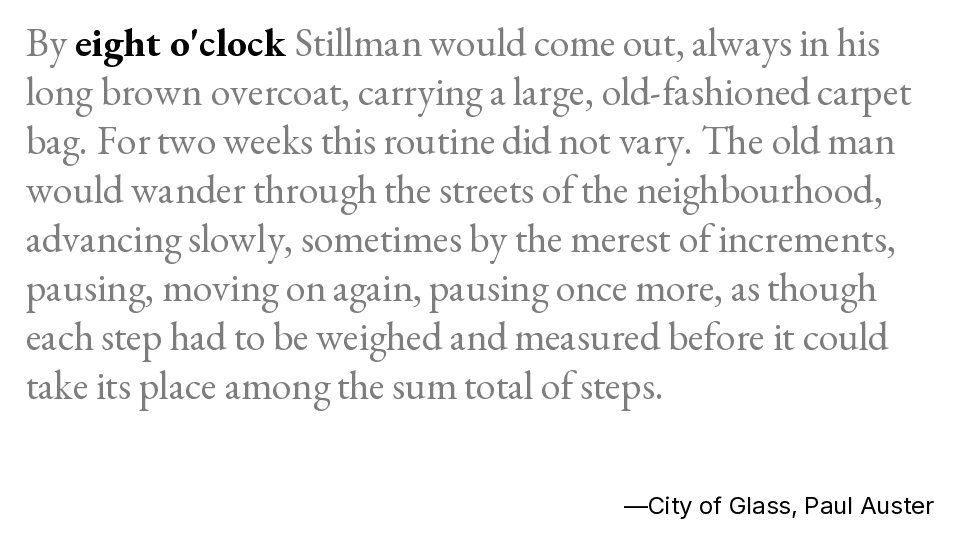 By eight o'clock Stillman would come out, always in his
long brown overcoat, carrying a large, old-fashioned carpet
bag. For two weeks this routine did not vary. The old man
would wander through the streets of the neighbourhood,
advancing slowly, sometimes by the merest of increments,
pausing, moving on again, pausing once more, as though
each step had to be weighed and measured before it could
take its place among the sum total of steps.
—City of Glass, Paul Auster